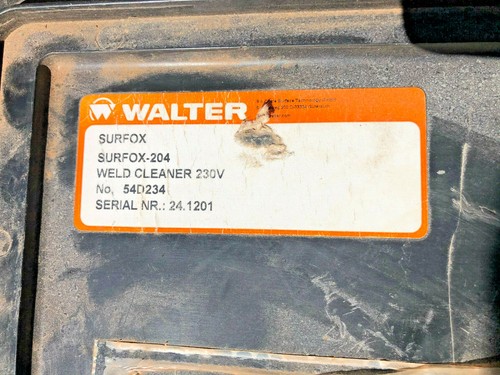 WALTER
SURFOX
SURFOX-204
WELD CLEANER 230V
No, 54D234
SERIAL NR.: 24.1201